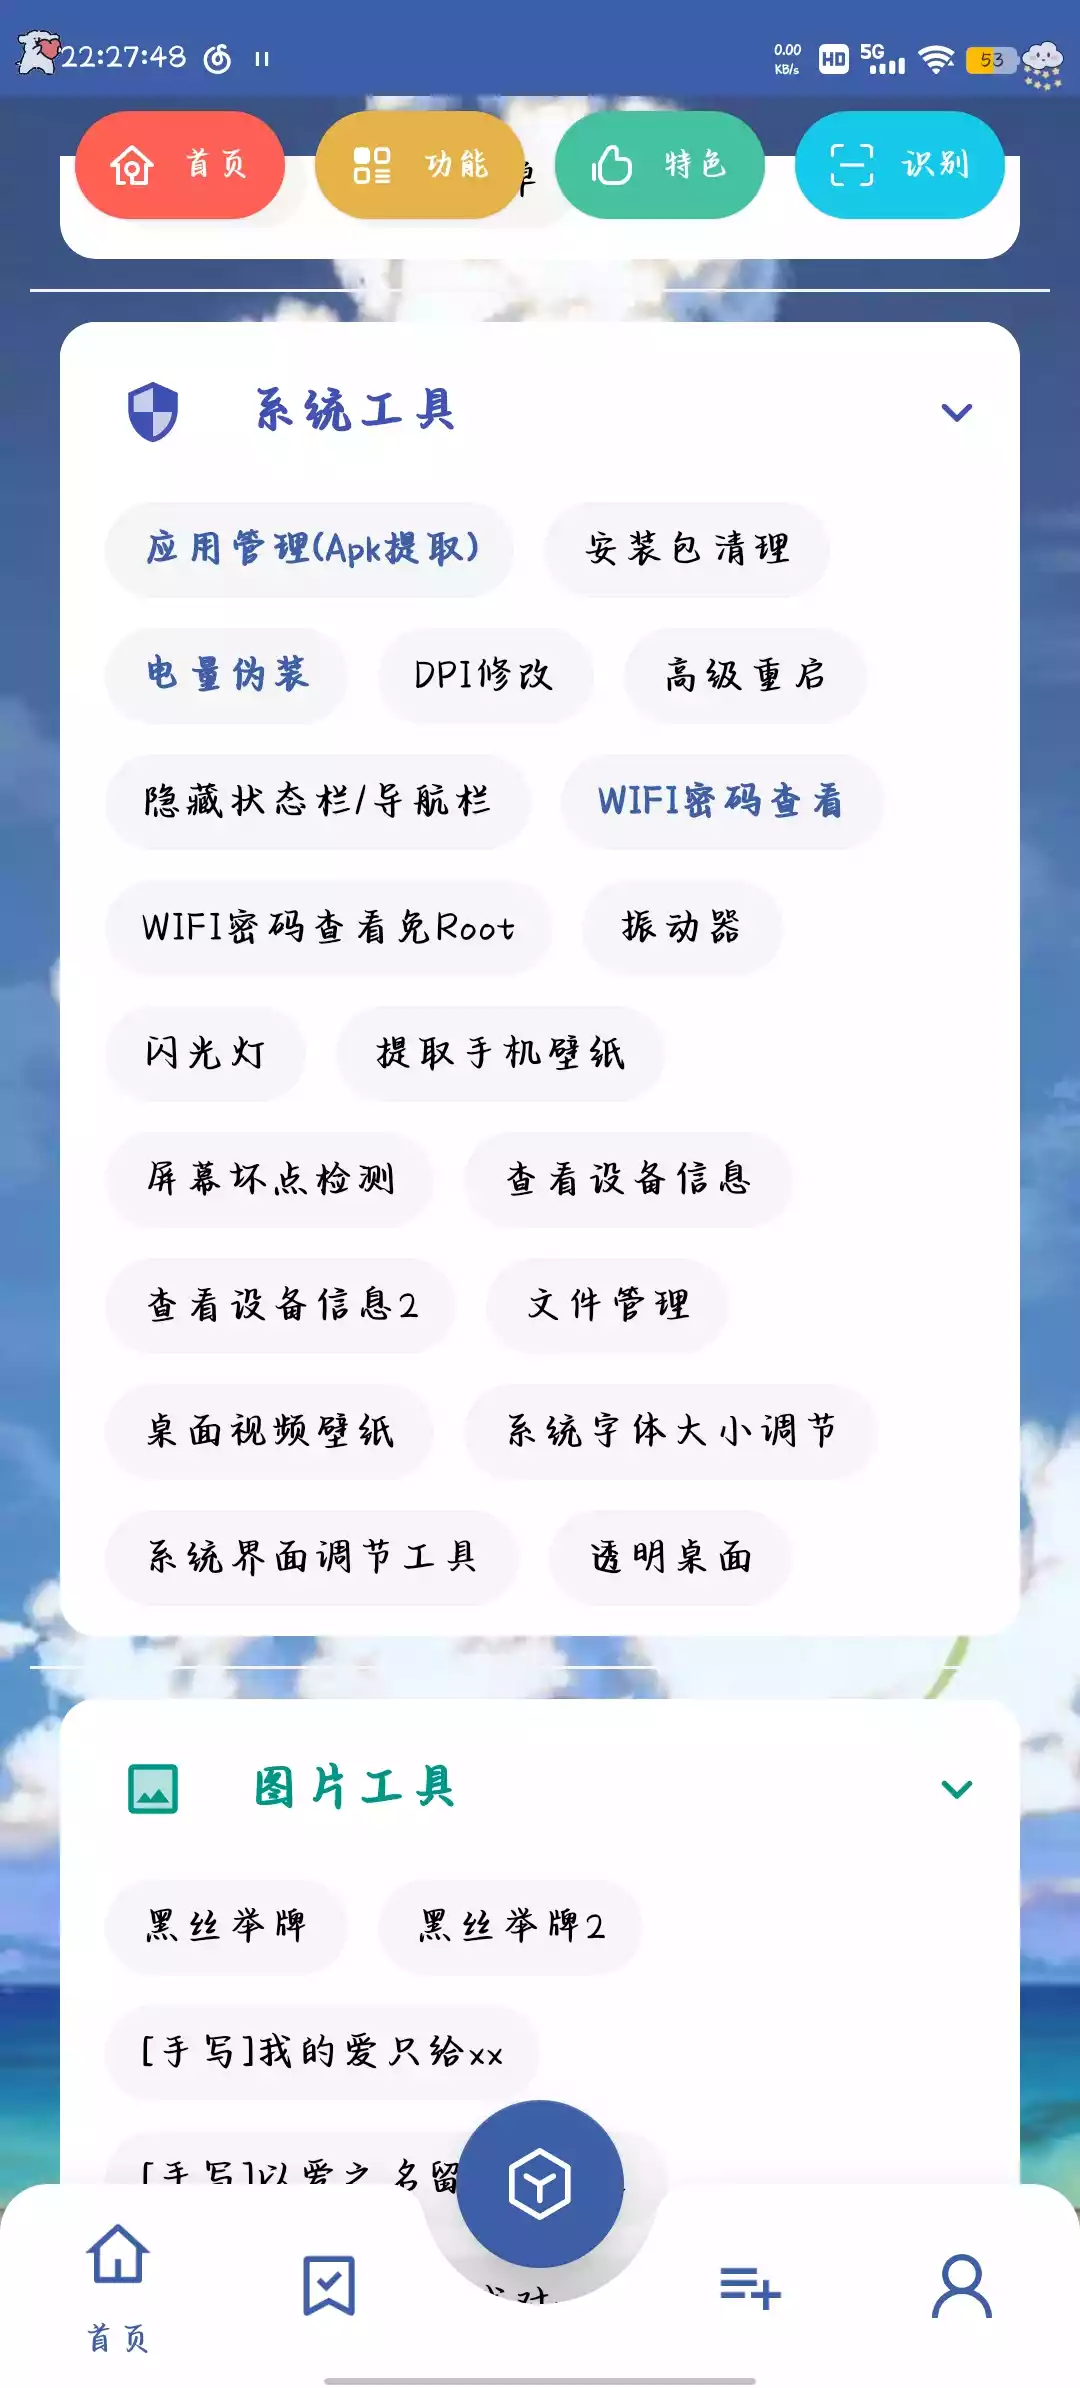 22:27:48
0.00 KB/s HD 5G 53
首页 功能 特色 识别
系统工具
应用管理(Apk提取) 安装包清理
电量伪装 DPI修改 高级重启
隐藏状态栏/导航栏 WIFI密码查看
WIFI密码查看免Root 振动器
闪光灯 提取手机壁纸
屏幕坏点检测 查看设备信息
查看设备信息2 文件管理
桌面视频壁纸 系统字体大小调节
系统界面调节工具 透明桌面
图片工具
黑丝举牌 黑丝举牌2
[手写]我的爱只给xx
[手写]以爱之名留
首页